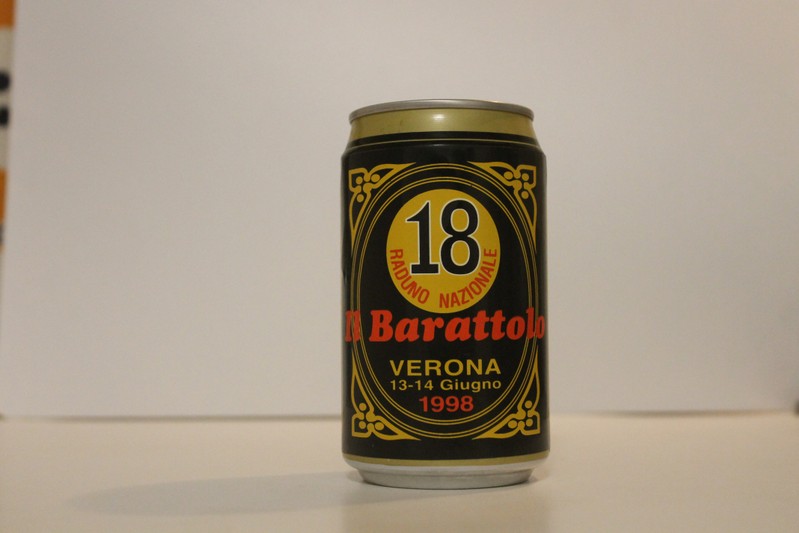 18
RADUNO NAZIONALE
Il Barattolo
VERONA
13-14 Giugno
1998